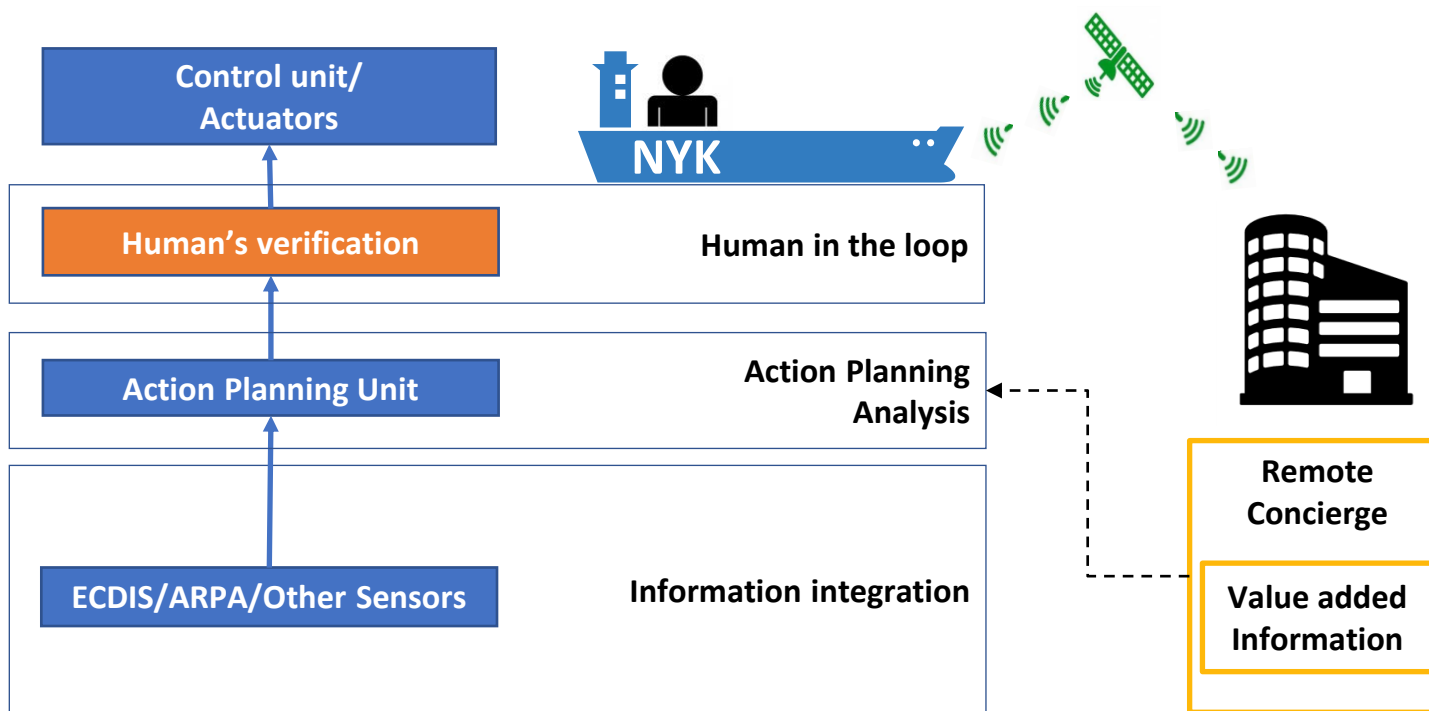 Control unit/
Actuators
NYK
Human’s verification
Human in the loop
Action Planning Unit
Action Planning
Analysis
Remote
Concierge
ECDIS/ARPA/Other Sensors
Information integration
Value added
Information